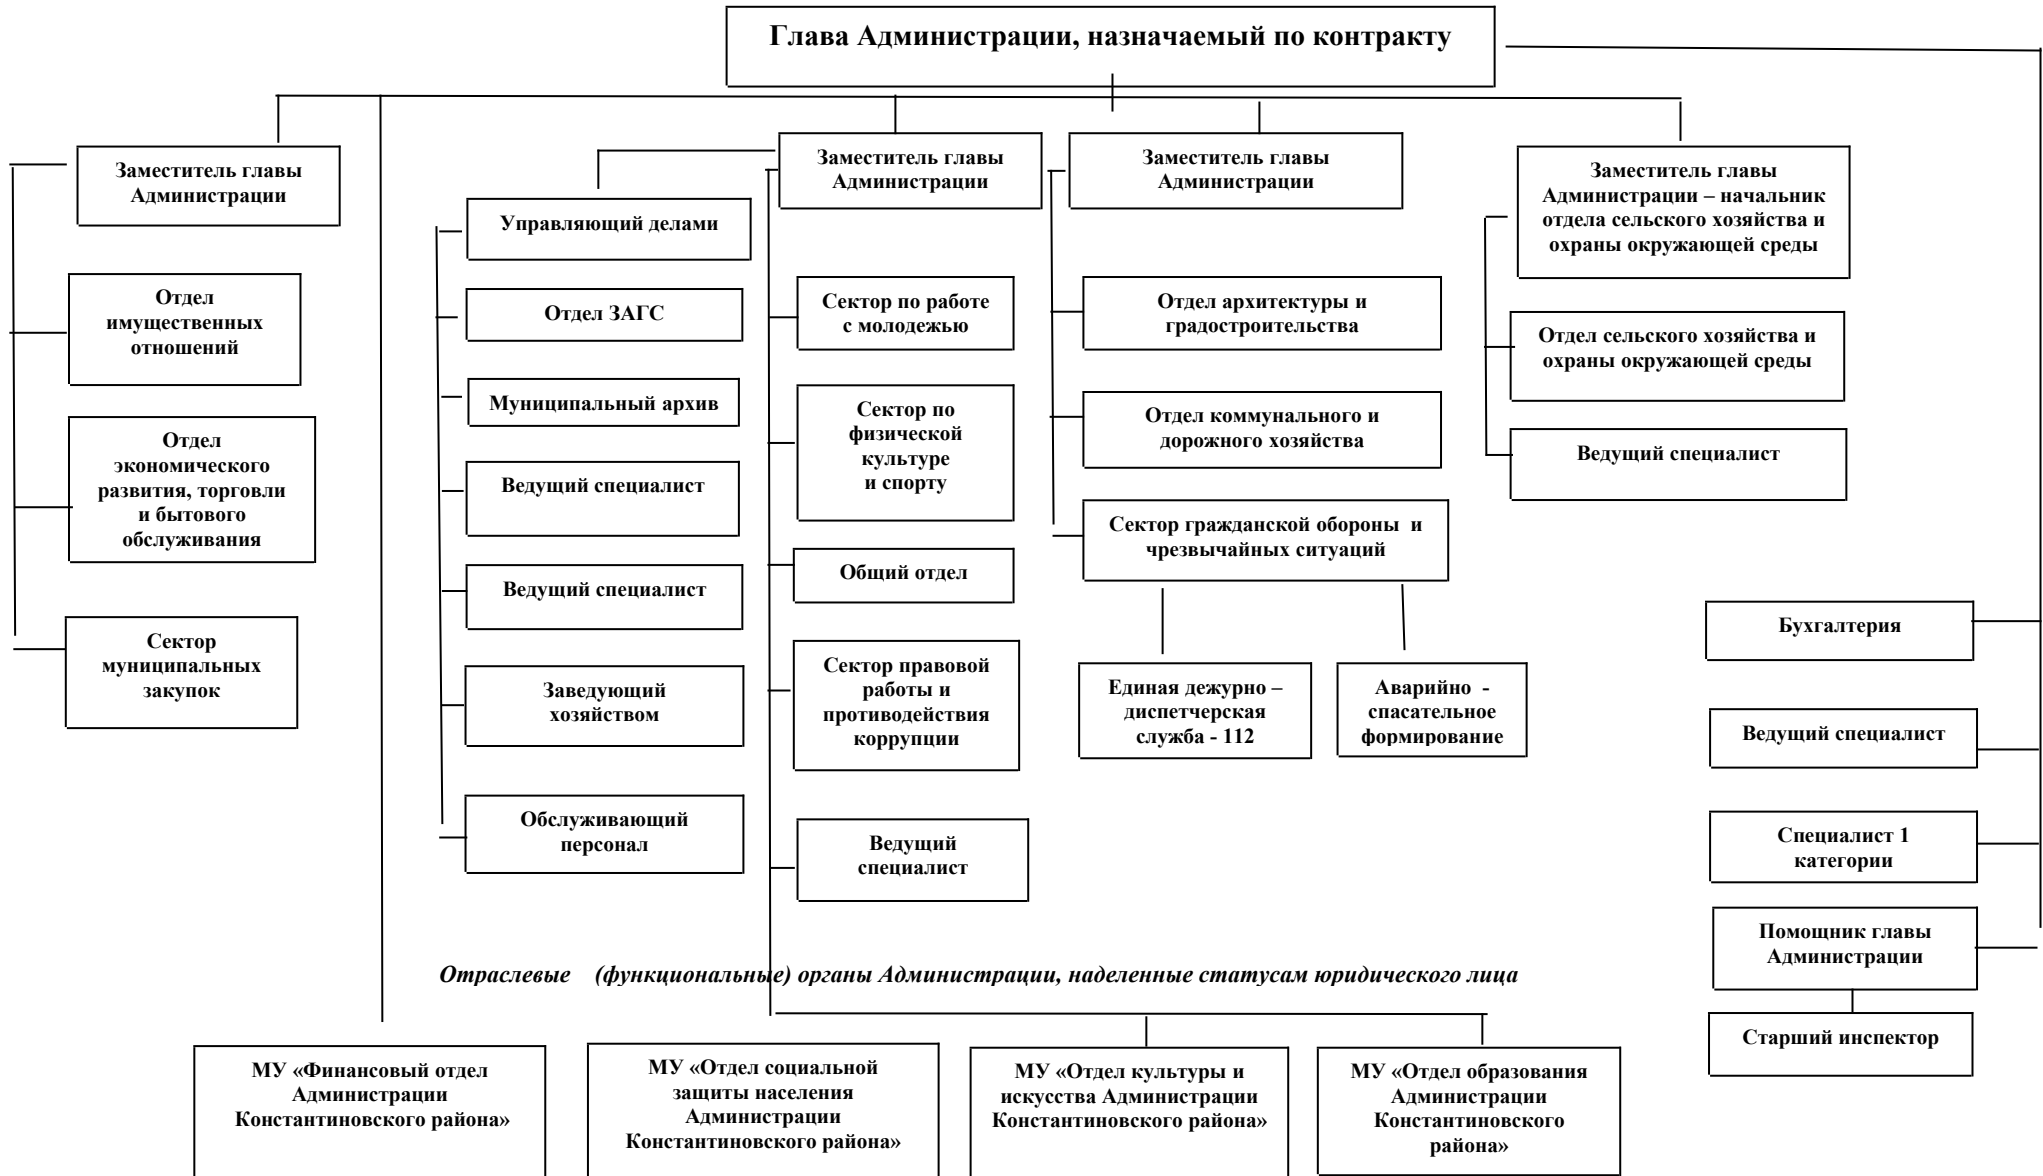 Глава Администрации, назначаемый по контракту
Заместитель главы
Администрации
Отдел
имущественных
отношений
Отдел
экономического
развития, торговли
и бытового
обслуживания
Сектор
муниципальных
закупок
Управляющий делами
Отдел ЗАГС
Муниципальный архив
Ведущий специалист
Ведущий специалист
Заведующий
хозяйством
Обслуживающий
персонал
Заместитель главы
Администрации
Сектор по работе
с молодежью
Сектор по
физической
культуре
и спорту
Общий отдел
Сектор правовой
работы и
противодействия
коррупции
Ведущий
специалист
Заместитель главы
Администрации
Отдел архитектуры и
градостроительства
Отдел коммунального и
дорожного хозяйства
Сектор гражданской обороны и
чрезвычайных ситуаций
Единая дежурно –
диспетчерская
служба - 112
Аварийно -
спасательное
формирование
Заместитель главы
Администрации – начальник
отдела сельского хозяйства и
охраны окружающей среды
Отдел сельского хозяйства и
охраны окружающей среды
Ведущий специалист
Бухгалтерия
Ведущий специалист
Специалист 1
категории
Помощник главы
Администрации
Старший инспектор
Отраслевые (функциональные) органы Администрации, наделенные статусам юридического лица
МУ «Финансовый отдел
Администрации
Константиновского района»
МУ «Отдел социальной
защиты населения
Администрации
Константиновского района»
МУ «Отдел культуры и
искусства Администрации
Константиновского района»
МУ «Отдел образования
Администрации
Константиновского
района»